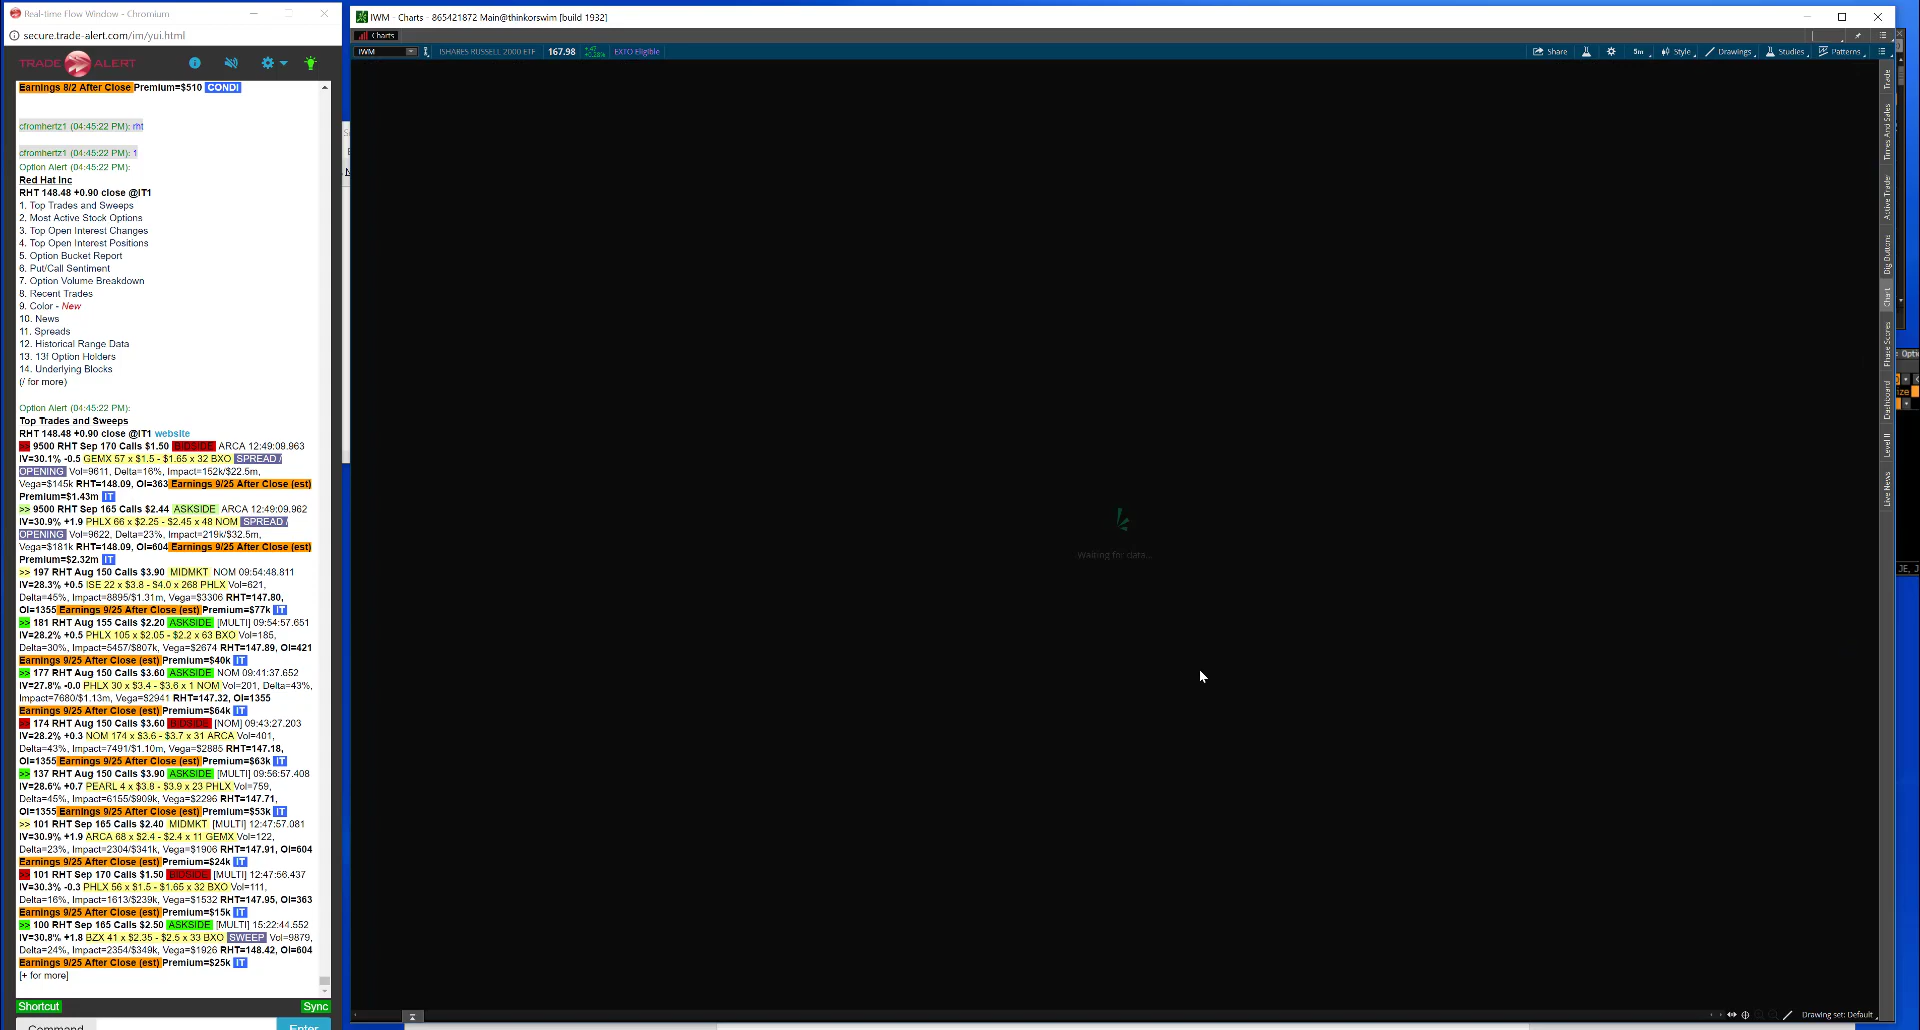 Real-time Flow Window - Chromium
secure.trade-alert.com/im/yui.html
TRADE ALERT
Earnings 8/2 After Close Premium=$510 CONDI
cfromhertz1 (04:45:22 PM): rht
cfromhertz1 (04:45:22 PM): 1
Option Alert (04:45:22 PM):
Red Hat Inc
RHT 148.48 +0.90 close @IT1
1. Top Trades and Sweeps
2. Most Active Stock Options
3. Top Open Interest Changes
4. Top Open Interest Positions
5. Option Bucket Report
6. Put/Call Sentiment
7. Option Volume Breakdown
8. Recent Trades
9. Color - New
10. News
11. Spreads
12. Historical Range Data
13. 13f Option Holders
14. Underlying Blocks
(/ for more)
Option Alert (04:45:22 PM):
Top Trades and Sweeps
RHT 148.48 +0.90 close @IT1 website
>> 9500 RHT Sep 170 Calls $1.50 BIDSIDE ARCA 12:49:09.963
IV=30.1% -0.5 GEMX 57 x $1.5 - $1.65 x 32 BXO SPREAD /
OPENING Vol=9611, Delta=16%, Impact=152k/$22.5m,
Vega=$145k RHT=148.09, OI=363 Earnings 9/25 After Close (est)
Premium=$1.43m IT
>> 9500 RHT Sep 165 Calls $2.44 ASKSIDE ARCA 12:49:09.962
IV=30.9% +1.9 PHLX 66 x $2.25 - $2.45 x 48 NOM SPREAD /
OPENING Vol=9622, Delta=23%, Impact=219k/$32.5m,
Vega=$181k RHT=148.09, OI=604 Earnings 9/25 After Close (est)
Premium=$2.32m IT
>> 197 RHT Aug 150 Calls $3.90 MIDMKT NOM 09:54:48.811
IV=28.3% +0.5 ISE 22 x $3.8 - $4.0 x 268 PHLX Vol=621,
Delta=45%, Impact=8895/$1.31m, Vega=$3306 RHT=147.80,
OI=1355 Earnings 9/25 After Close (est) Premium=$77k IT
>> 181 RHT Aug 155 Calls $2.20 ASKSIDE [MULTI] 09:54:57.651
IV=28.2% +0.5 PHLX 105 x $2.05 - $2.2 x 63 BXO Vol=185,
Delta=30%, Impact=5457/$807k, Vega=$2674 RHT=147.89, OI=421
Earnings 9/25 After Close (est) Premium=$40k IT
>> 177 RHT Aug 150 Calls $3.60 ASKSIDE NOM 09:41:37.652
IV=27.8% -0.0 PHLX 30 x $3.4 - $3.6 x 1 NOM Vol=201, Delta=43%,
Impact=7680/$1.13m, Vega=$2941 RHT=147.32, OI=1355
Earnings 9/25 After Close (est) Premium=$64k IT
>> 174 RHT Aug 150 Calls $3.60 BIDSIDE [NOM] 09:43:27.203
IV=28.2% +0.3 NOM 174 x $3.6 - $3.7 x 31 ARCA Vol=401,
Delta=43%, Impact=7491/$1.10m, Vega=$2885 RHT=147.18,
OI=1355 Earnings 9/25 After Close (est) Premium=$63k IT
>> 137 RHT Aug 150 Calls $3.90 ASKSIDE [MULTI] 09:56:57.408
IV=28.6% +0.7 PEARL 4 x $3.8 - $3.9 x 23 PHLX Vol=759,
Delta=45%, Impact=6155/$909k, Vega=$2296 RHT=147.71,
OI=1355 Earnings 9/25 After Close (est) Premium=$53k IT
>> 101 RHT Sep 165 Calls $2.40 MIDMKT [MULTI] 12:47:57.081
IV=30.9% +1.9 ARCA 68 x $2.4 - $2.4 x 11 GEMX Vol=122,
Delta=23%, Impact=2304/$341k, Vega=$1906 RHT=147.91, OI=604
Earnings 9/25 After Close (est) Premium=$24k IT
>> 101 RHT Sep 170 Calls $1.50 BIDSIDE [MULTI] 12:47:56.437
IV=30.3% -0.3 PHLX 56 x $1.5 - $1.65 x 32 BXO Vol=111,
Delta=16%, Impact=1613/$239k, Vega=$1532 RHT=147.95, OI=363
Earnings 9/25 After Close (est) Premium=$15k IT
>> 100 RHT Sep 165 Calls $2.50 ASKSIDE [MULTI] 15:22:44.552
IV=30.8% +1.8 BZX 41 x $2.35 - $2.5 x 33 BXO SWEEP Vol=9879,
Delta=24%, Impact=2354/$349k, Vega=$1926 RHT=148.42, OI=604
Earnings 9/25 After Close (est) Premium=$25k IT
[+ for more]
Shortcut Sync
Command Enter
IWM - Charts - 865421872 Main@thinkorswim [build 1932]
Charts
IWM ISHARES RUSSELL 2000 ETF 167.98 EXTO Eligible Share 5m Style Drawings Studies Patterns
Waiting for data...
Trade
Times And Sales
Active Trader
Big Buttons
Chart
Phase Scores
Dashboard
Level II
Live News
Drawing set: Default